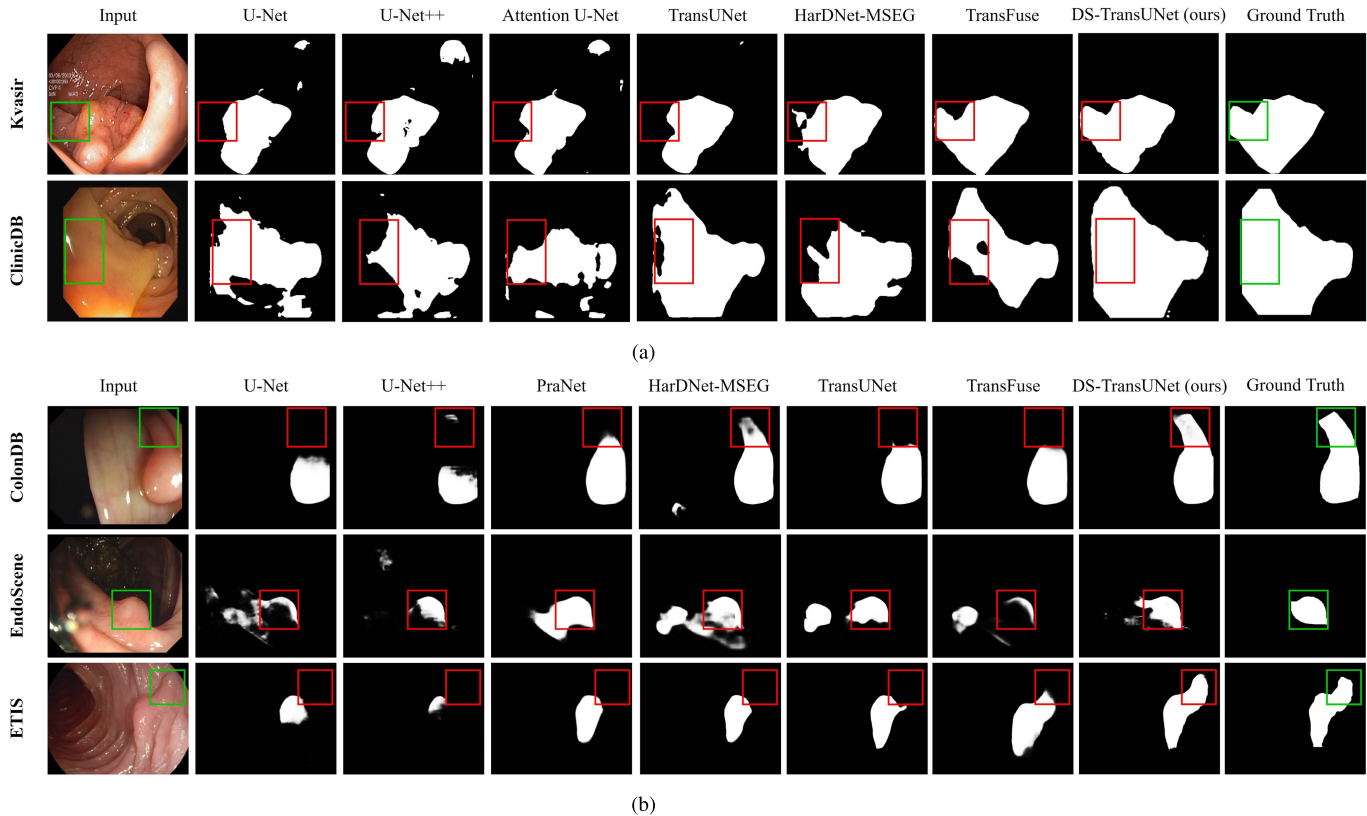 Input U-Net U-Net++ Attention U-Net TransUNet HarDNet-MSEG TransFuse DS-TransUNet (ours) Ground Truth
Kvasir
ClinicDB
(a)
Input U-Net U-Net++ PraNet HarDNet-MSEG TransUNet TransFuse DS-TransUNet (ours) Ground Truth
ColonDB
EndoScene
ETIS
(b)